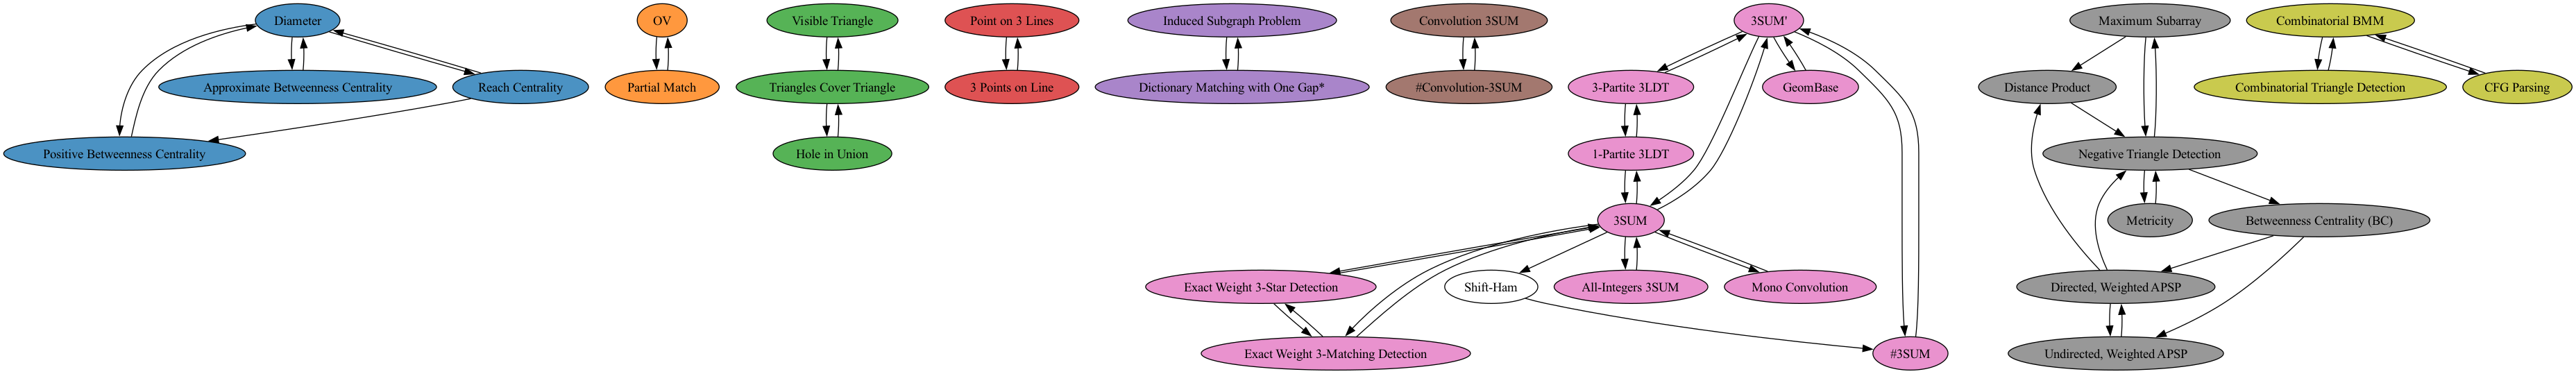 Diameter
OV
Visible Triangle
Point on 3 Lines
Induced Subgraph Problem
Convolution 3SUM
3SUM'
Maximum Subarray
Combinatorial BMM
Approximate Betweenness Centrality
Reach Centrality
Partial Match
Triangles Cover Triangle
3 Points on Line
Dictionary Matching with One Gap*
#Convolution-3SUM
3-Partite 3LDT
GeomBase
Distance Product
Combinatorial Triangle Detection
CFG Parsing
Positive Betweenness Centrality
Hole in Union
1-Partite 3LDT
Negative Triangle Detection
3SUM
Metricity
Betweenness Centrality (BC)
Exact Weight 3-Star Detection
Shift-Ham
All-Integers 3SUM
Mono Convolution
Directed, Weighted APSP
Exact Weight 3-Matching Detection
#3SUM
Undirected, Weighted APSP